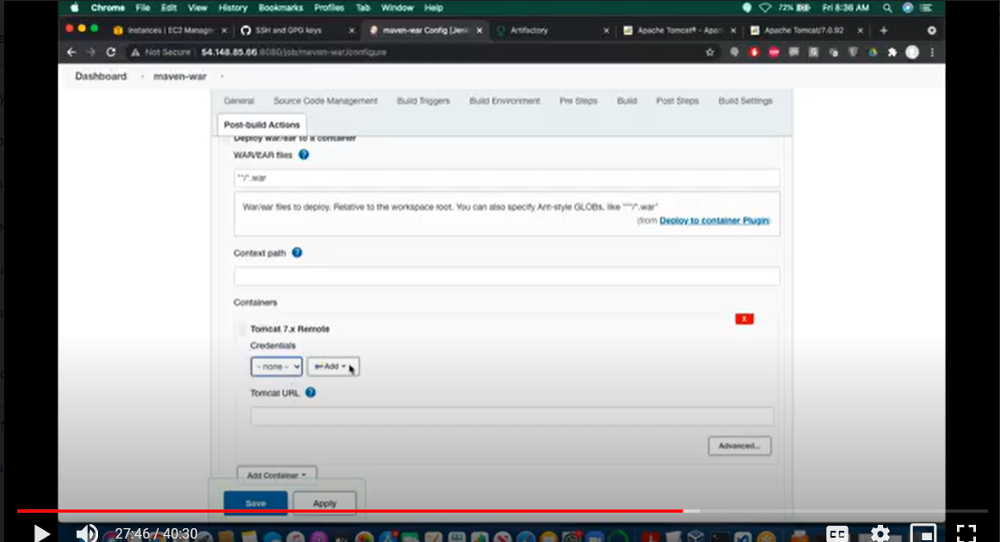 Chrome File Edit View History Bookmarks Profiles Tab Window Help 72% Fri 8:36 AM
Instances | EC2 Manage SSH and GPG keys maven-war Config [Jenk Artifactory Apache Tomcat® - Apac Apache Tomcat/7.0.92
Not Secure 54.148.85.66:8080/job/maven-war/configure
Dashboard maven-war
General Source Code Management Build Triggers Build Environment Pre Steps Build Post Steps Build Settings
Post-build Actions
Deploy war/ear to a container
WAR/EAR files ?
**/*.war
War/ear files to deploy. Relative to the workspace root. You can also specify Ant-style GLOBs, like "**/*.war"
(from Deploy to container Plugin)
Context path ?
Containers
X
Tomcat 7.x Remote
Credentials
- none - Add
Tomcat URL ?
Advanced...
Add Container
Save Apply
27:46 / 40:30 CC